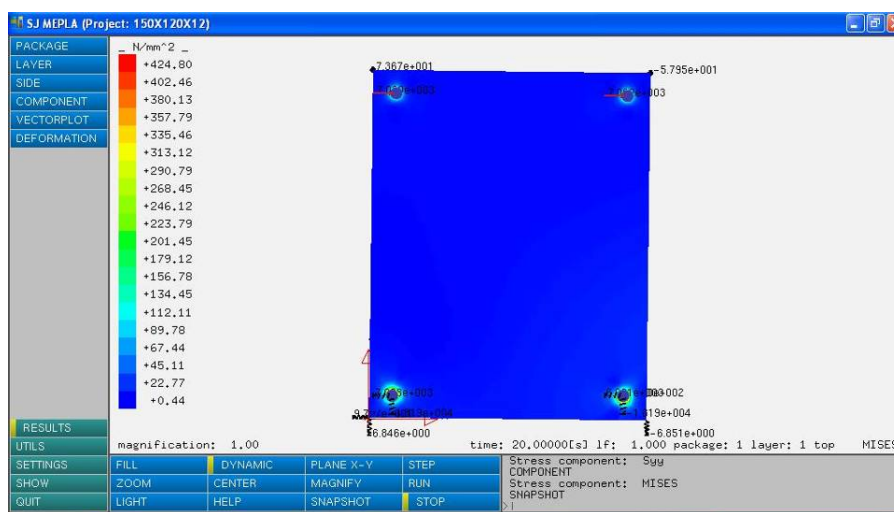 SJ MEPLA (Project: 150X120X12)
PACKAGE
LAYER
SIDE
COMPONENT
VECTORPLOT
DEFORMATION
RESULTS
UTILS
SETTINGS
SHOW
QUIT
_ N/mm^2 _
+424.80
+402.46
+380.13
+357.79
+335.46
+313.12
+290.79
+268.45
+246.12
+223.79
+201.45
+179.12
+156.78
+134.45
+112.11
+89.78
+67.44
+45.11
+22.77
+0.44
7.367e+001
-5.795e+001
6.846e+000
-6.851e+000
magnification: 1.00
time: 20.00000[s] lf: 1.000 package: 1 layer: 1 top MISES
FILL DYNAMIC PLANE X-Y STEP
ZOOM CENTER MAGNIFY RUN
LIGHT HELP SNAPSHOT STOP
Stress component: Syy
COMPONENT
Stress component: MISES
SNAPSHOT
>